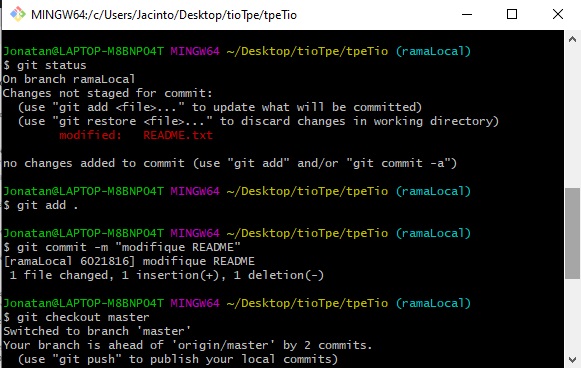 MINGW64:/c/Users/Jacinto/Desktop/tioTpe/tpeTio
Jonatan@LAPTOP-M8BNPO4T MINGW64 ~/Desktop/tioTpe/tpeTio (ramaLocal)
$ git status
On branch ramaLocal
Changes not staged for commit:
  (use "git add <file>..." to update what will be committed)
  (use "git restore <file>..." to discard changes in working directory)
        modified:   README.txt
no changes added to commit (use "git add" and/or "git commit -a")
Jonatan@LAPTOP-M8BNPO4T MINGW64 ~/Desktop/tioTpe/tpeTio (ramaLocal)
$ git add .
Jonatan@LAPTOP-M8BNPO4T MINGW64 ~/Desktop/tioTpe/tpeTio (ramaLocal)
$ git commit -m "modifique README"
[ramaLocal 6021816] modifique README
 1 file changed, 1 insertion(+), 1 deletion(-)
Jonatan@LAPTOP-M8BNPO4T MINGW64 ~/Desktop/tioTpe/tpeTio (ramaLocal)
$ git checkout master
Switched to branch 'master'
Your branch is ahead of 'origin/master' by 2 commits.
  (use "git push" to publish your local commits)